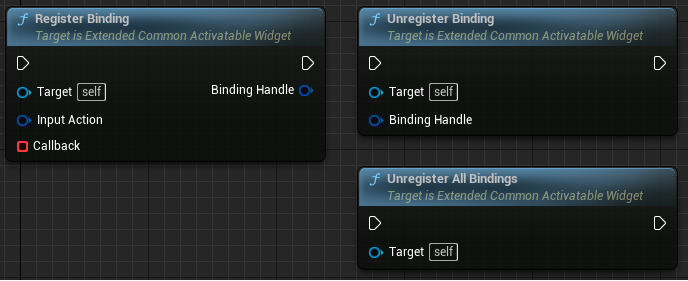 Register Binding
Target is Extended Common Activatable Widget
Target self
Binding Handle
Input Action
Callback
Unregister Binding
Target is Extended Common Activatable Widget
Target self
Binding Handle
Unregister All Bindings
Target is Extended Common Activatable Widget
Target self